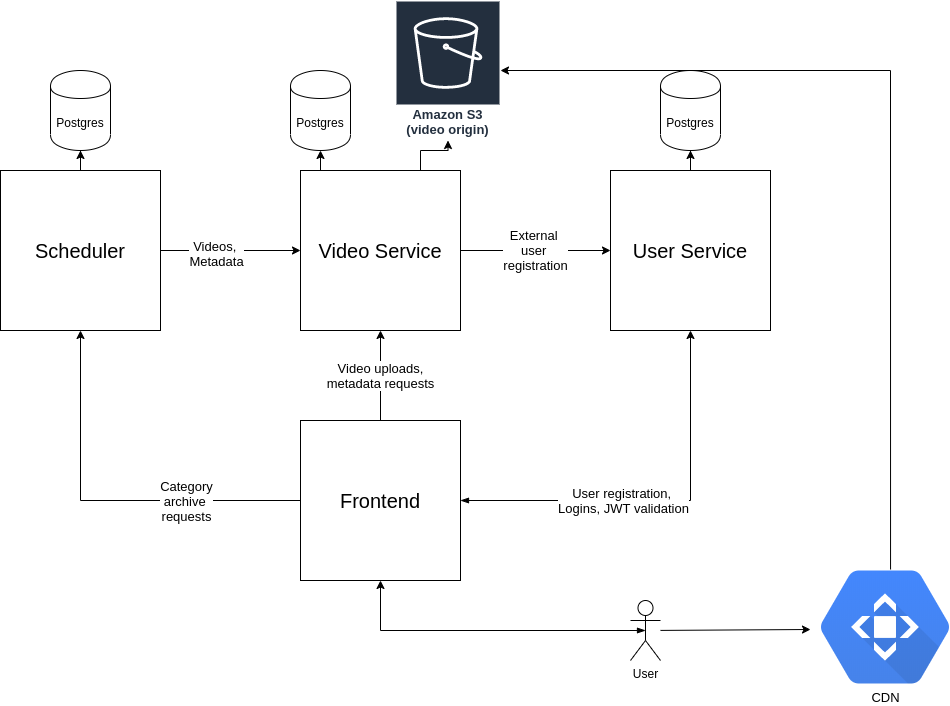 Amazon S3
(video origin)
Postgres
Postgres
Postgres
Scheduler
Videos,
Metadata
Video Service
External
user
registration
User Service
Video uploads,
metadata requests
Category
archive
requests
Frontend
User registration,
Logins, JWT validation
User
CDN